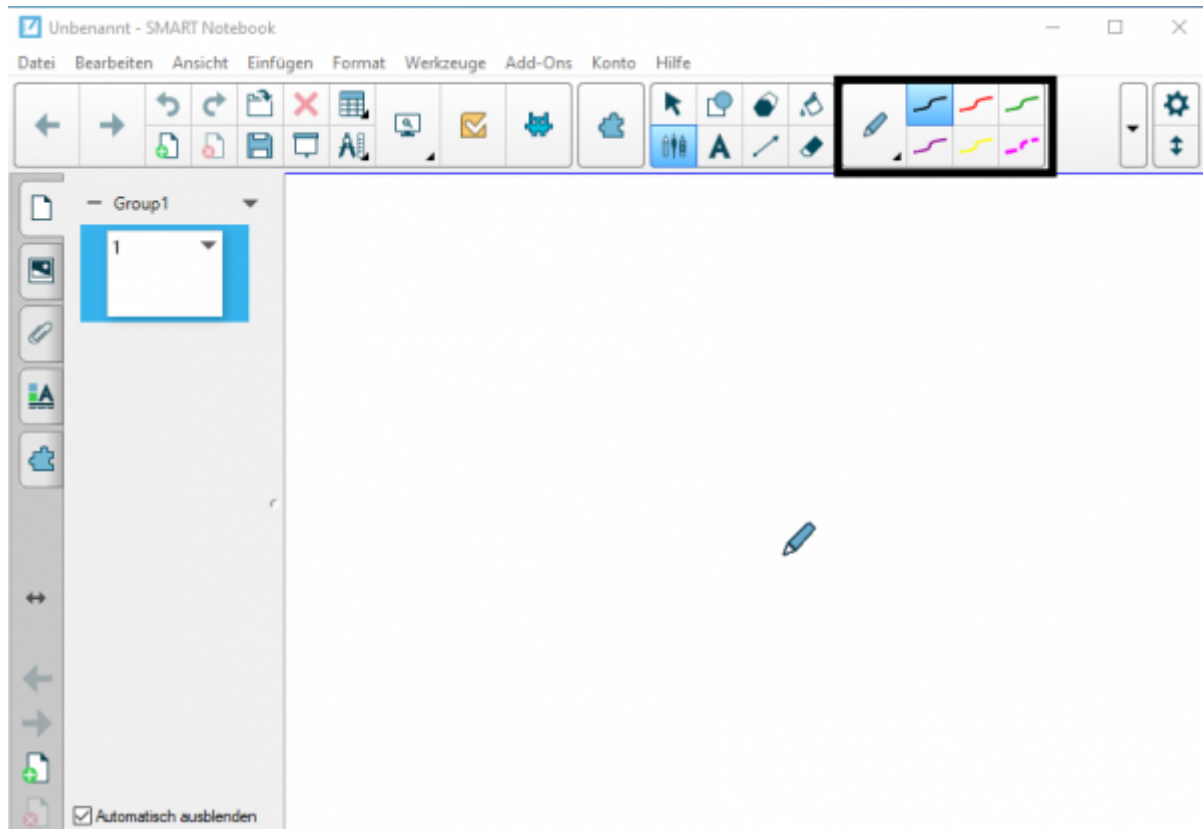 Unbenannt - SMART Notebook
Datei Bearbeiten Ansicht Einfügen Format Werkzeuge Add-Ons Konto Hilfe
A
Group1
1
Automatisch ausblenden